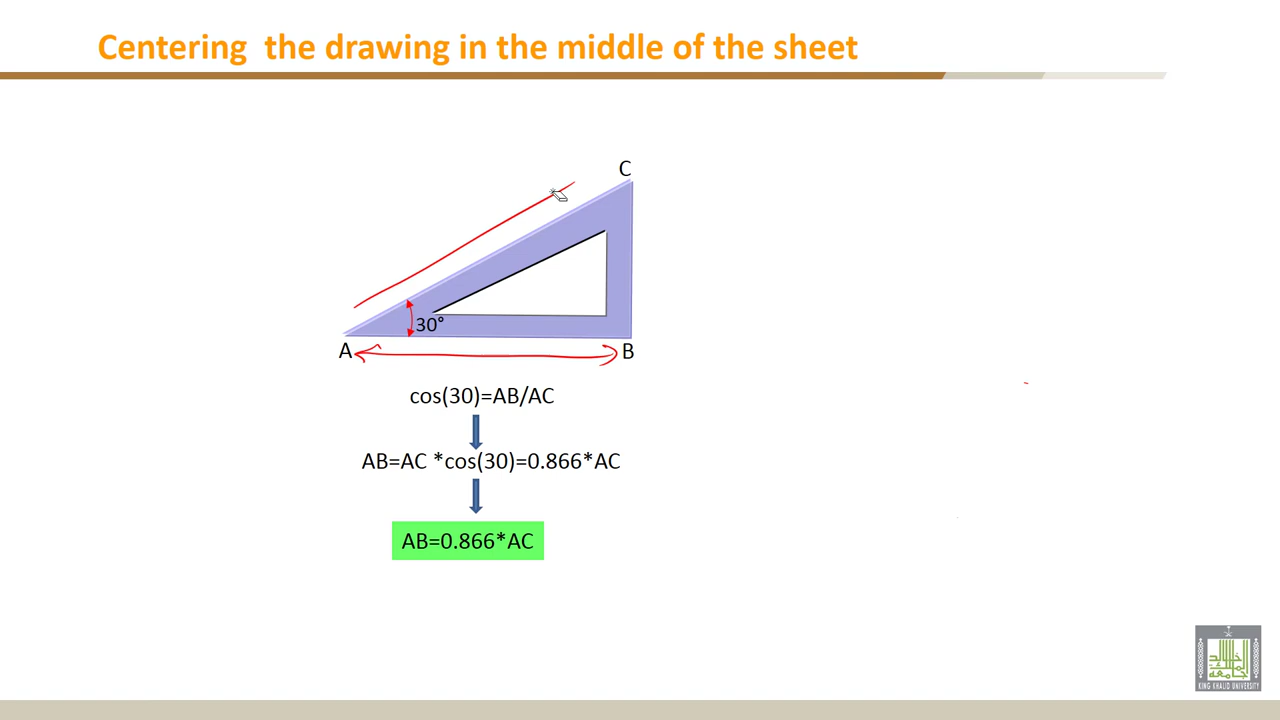 Centering the drawing in the middle of the sheet
C
30°
A
B
cos(30)=AB/AC
AB=AC *cos(30)=0.866*AC
AB=0.866*AC
KING KHALID UNIVERSITY